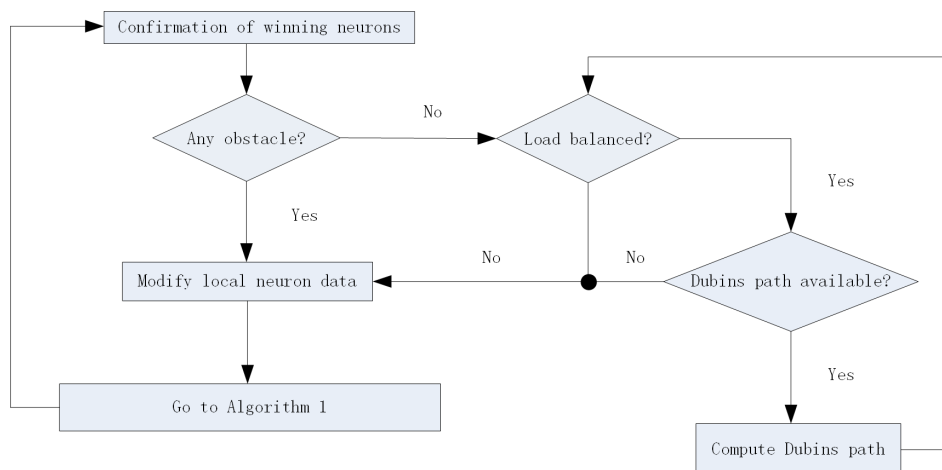 Confirmation of winning neurons
No
Any obstacle?
Load balanced?
Yes
Yes
No
No
Modify local neuron data
Dubins path available?
Yes
Go to Algorithm 1
Compute Dubins path